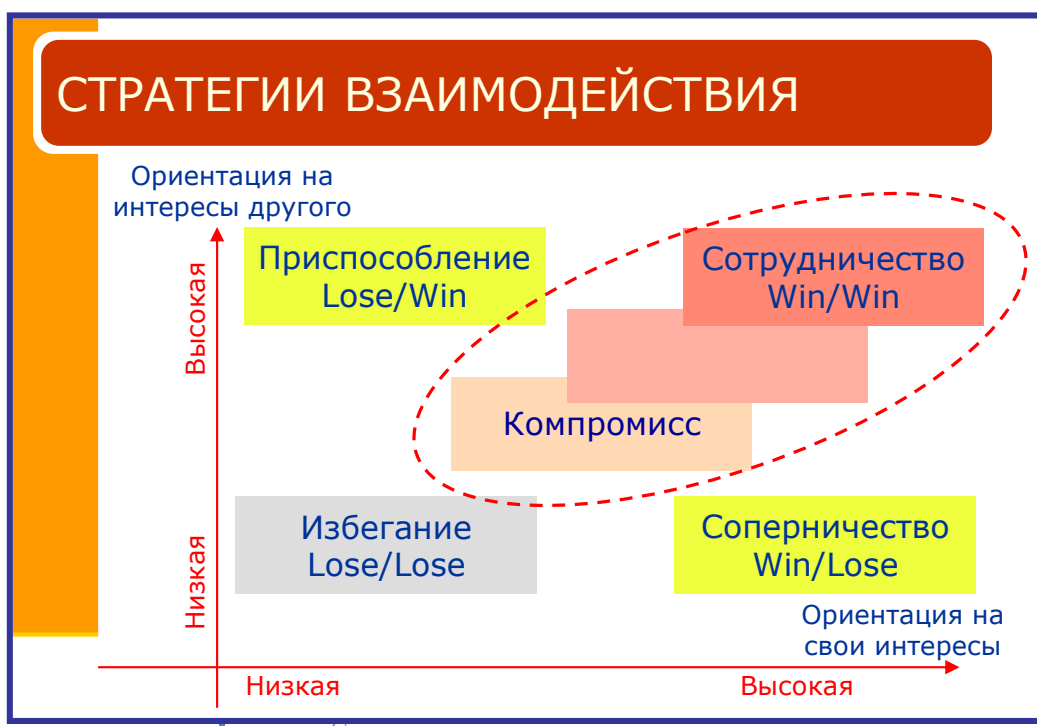 СТРАТЕГИИ ВЗАИМОДЕЙСТВИЯ
Ориентация на
интересы другого
Высокая
Приспособление
Lose/Win
Сотрудничество
Win/Win
Компромисс
Низкая
Избегание
Lose/Lose
Соперничество
Win/Lose
Ориентация на
свои интересы
Низкая
Высокая